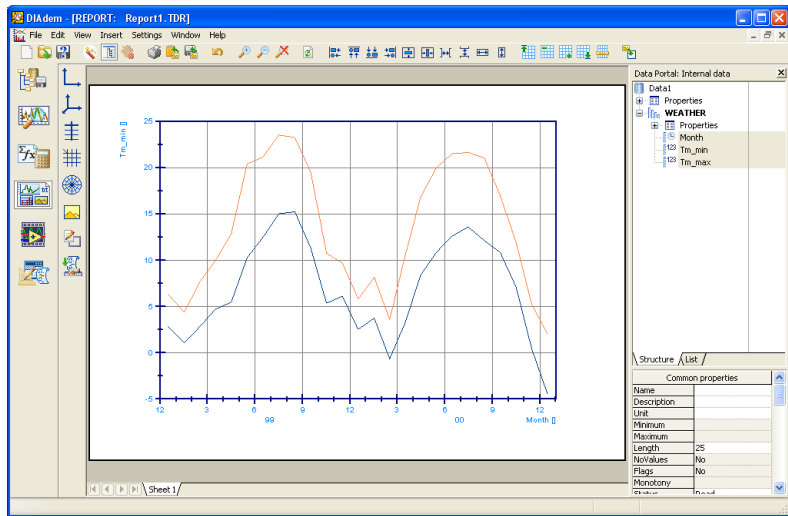 DIAdem - [REPORT: Report1.TDR]
File Edit View Insert Settings Window Help
Data Portal: Internal data
Data1
Properties
WEATHER
Properties
Month
Tm_min
Tm_max
Tm_min []
25
20
15
10
5
0
-5
12 3 6 9 12 3 6 9 12
99 00 Month []
Structure List
Common properties
Name
Description
Unit
Minimum
Maximum
Length 25
NoValues No
Flags No
Monotony
Sheet 1